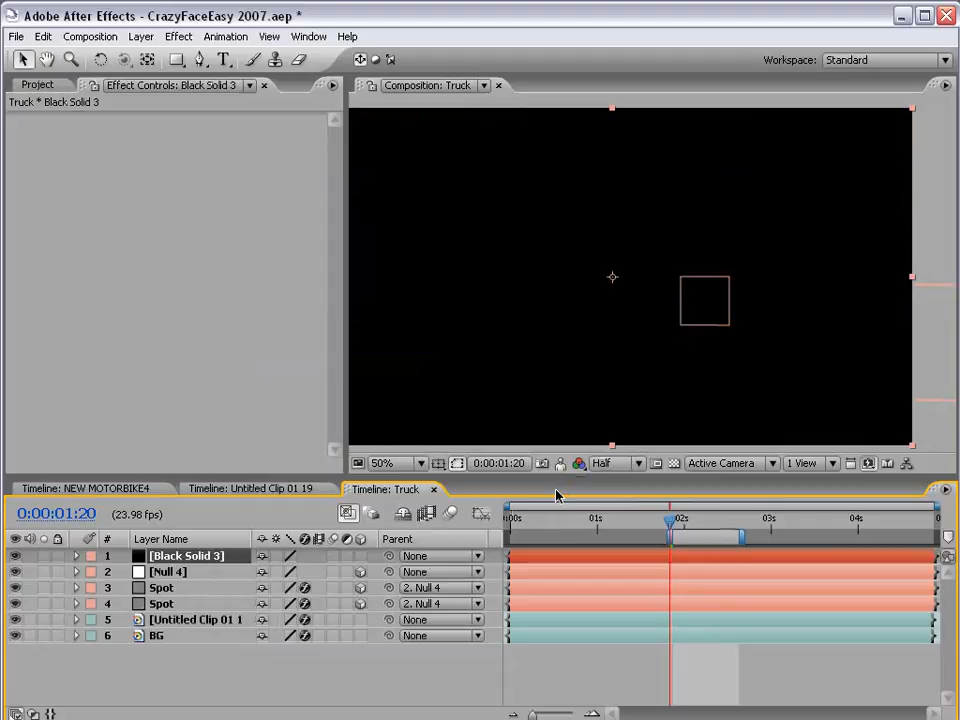 Adobe After Effects - CrazyFaceEasy 2007.aep *
File Edit Composition Layer Effect Animation View Window Help
Workspace: Standard
Project Effect Controls: Black Solid 3 Composition: Truck
Truck * Black Solid 3
50% 0:00:01:20 Half Active Camera 1 View
Timeline: NEW MOTORBIKE4 Timeline: Untitled Clip 01 19 Timeline: Truck
0:00:01:20 (23.98 fps)
:00s 01s 02s 03s 04s 0
# Layer Name Parent
1 [Black Solid 3] None
2 [Null 4] None
3 Spot 2. Null 4
4 Spot 2. Null 4
5 [Untitled Clip 01 1 None
6 BG None